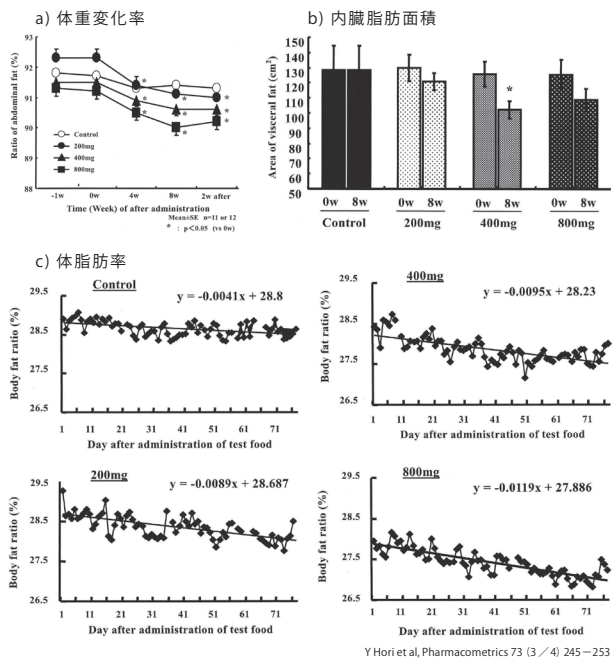 a) 体重変化率
Ratio of abdominal fat (%)
93
92
91
90
89
88
Control
200mg
400mg
800mg
*
*
*
*
*
*
*
*
*
-1w 0w 4w 8w 2w after
Time (Week) of after administration
Mean±SE n=11 or 12
* : p<0.05 (vs 0w)
b) 内臓脂肪面積
Area of visceral fat (cm2)
150
140
130
120
110
100
90
80
70
60
50
*
0w 8w 0w 8w 0w 8w 0w 8w
Control 200mg 400mg 800mg
c) 体脂肪率
Control
y = -0.0041x + 28.8
Body fat ratio (%)
29.5
28.5
27.5
26.5
1 11 21 31 41 51 61 71
Day after administration of test food
400mg
y = -0.0095x + 28.23
Body fat ratio (%)
29.5
28.5
27.5
26.5
1 11 21 31 41 51 61 71
Day after administration of test food
200mg
y = -0.0089x + 28.687
Body fat ratio (%)
29.5
28.5
27.5
26.5
1 11 21 31 41 51 61 71
Day after administration of test food
800mg
y = -0.0119x + 27.886
Body fat ratio (%)
29.5
28.5
27.5
26.5
1 11 21 31 41 51 61 71
Day after administration of test food
Y Hori et al, Pharmacometrics 73 (3／4) 245－253